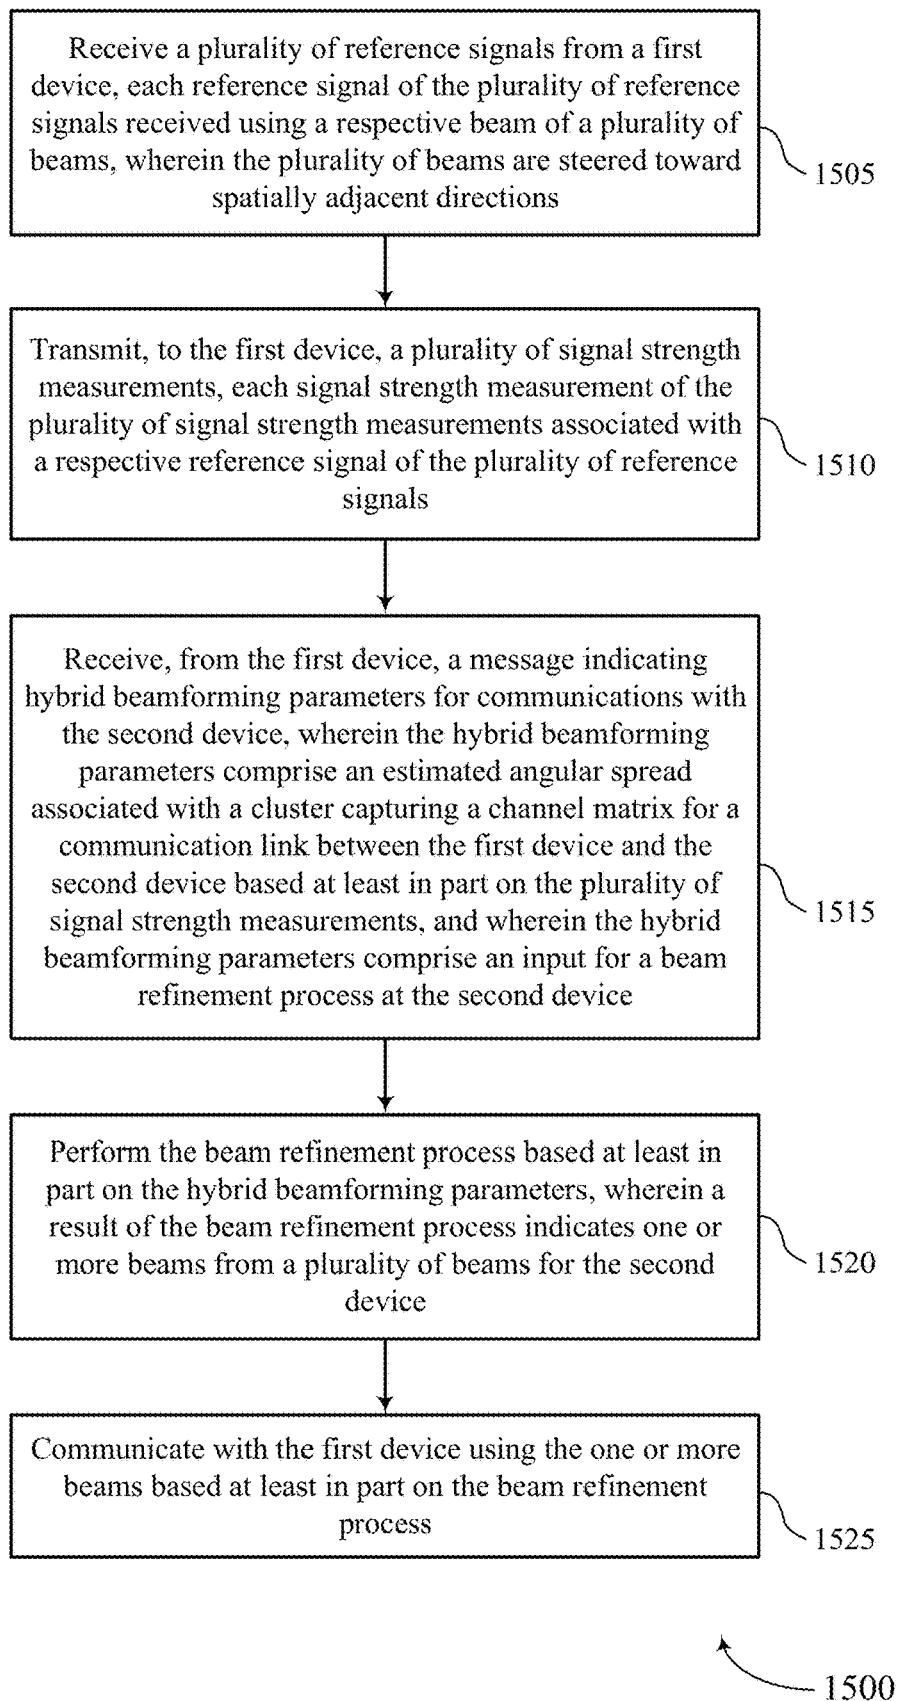 Receive a plurality of reference signals from a first
device, each reference signal of the plurality of reference
signals received using a respective beam of a plurality of
beams, wherein the plurality of beams are steered toward
spatially adjacent directions
1505
Transmit, to the first device, a plurality of signal strength
measurements, each signal strength measurement of the
plurality of signal strength measurements associated with
a respective reference signal of the plurality of reference
signals
1510
Receive, from the first device, a message indicating
hybrid beamforming parameters for communications with
the second device, wherein the hybrid beamforming
parameters comprise an estimated angular spread
associated with a cluster capturing a channel matrix for a
communication link between the first device and the
second device based at least in part on the plurality of
signal strength measurements, and wherein the hybrid
beamforming parameters comprise an input for a beam
refinement process at the second device
1515
Perform the beam refinement process based at least in
part on the hybrid beamforming parameters, wherein a
result of the beam refinement process indicates one or
more beams from a plurality of beams for the second
device
1520
Communicate with the first device using the one or more
beams based at least in part on the beam refinement
process
1525
1500